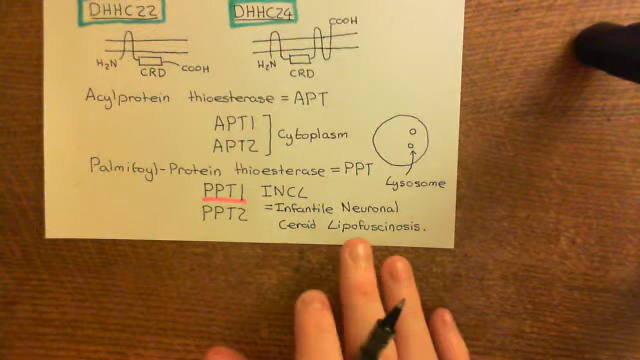 DHHC22 DHHC24
COOH
H₂N CRD COOH H₂N CRD
Acylprotein thioesterase = APT
APT1
APT2 Cytoplasm
Palmitoyl-Protein thioesterase = PPT
Lysosome
PPT1 INCL
PPT2 = Infantile Neuronal
Ceroid Lipofuscinosis.